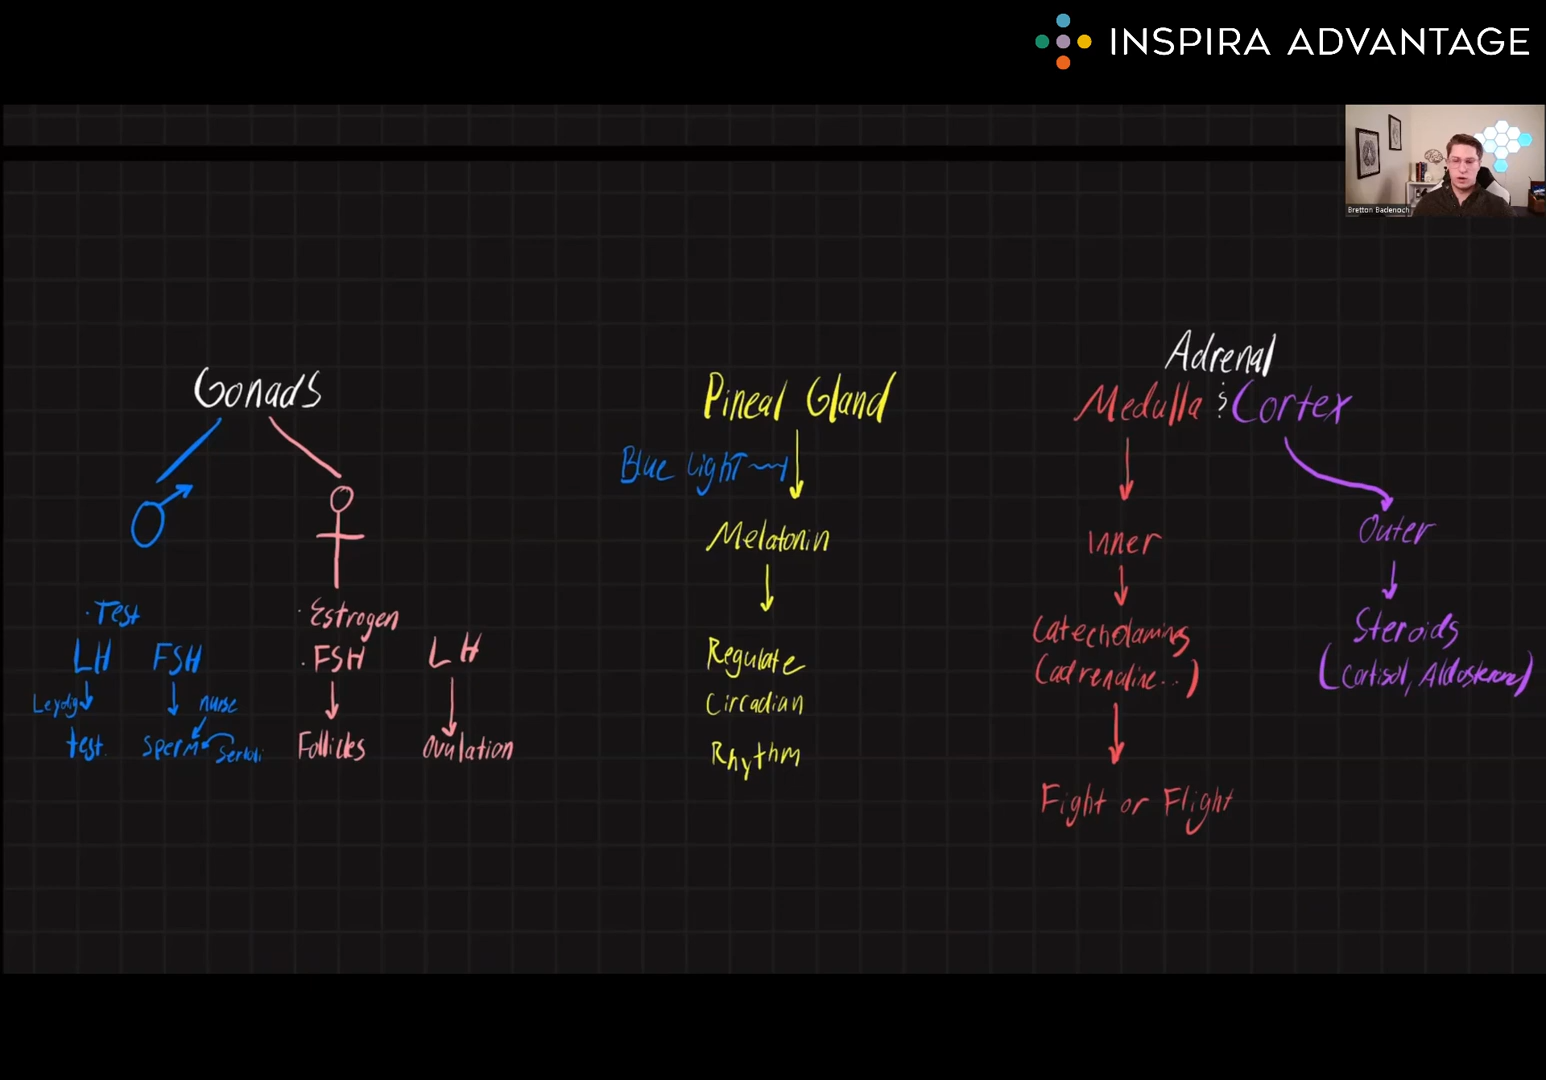 INSPIRA ADVANTAGE
Bretton Badenoch
Gonads
· Test
LH FSH
Leydig nurse
test. sperm Sertoli
· Estrogen
· FSH LH
Follicles ovulation
Pineal Gland
Blue Light
Melatonin
Regulate
Circadian
Rhythm
Adrenal
Medulla & Cortex
Inner
Catecholamines
(adrenaline...)
Fight or Flight
Outer
Steroids
(Cortisol, Aldosterone)